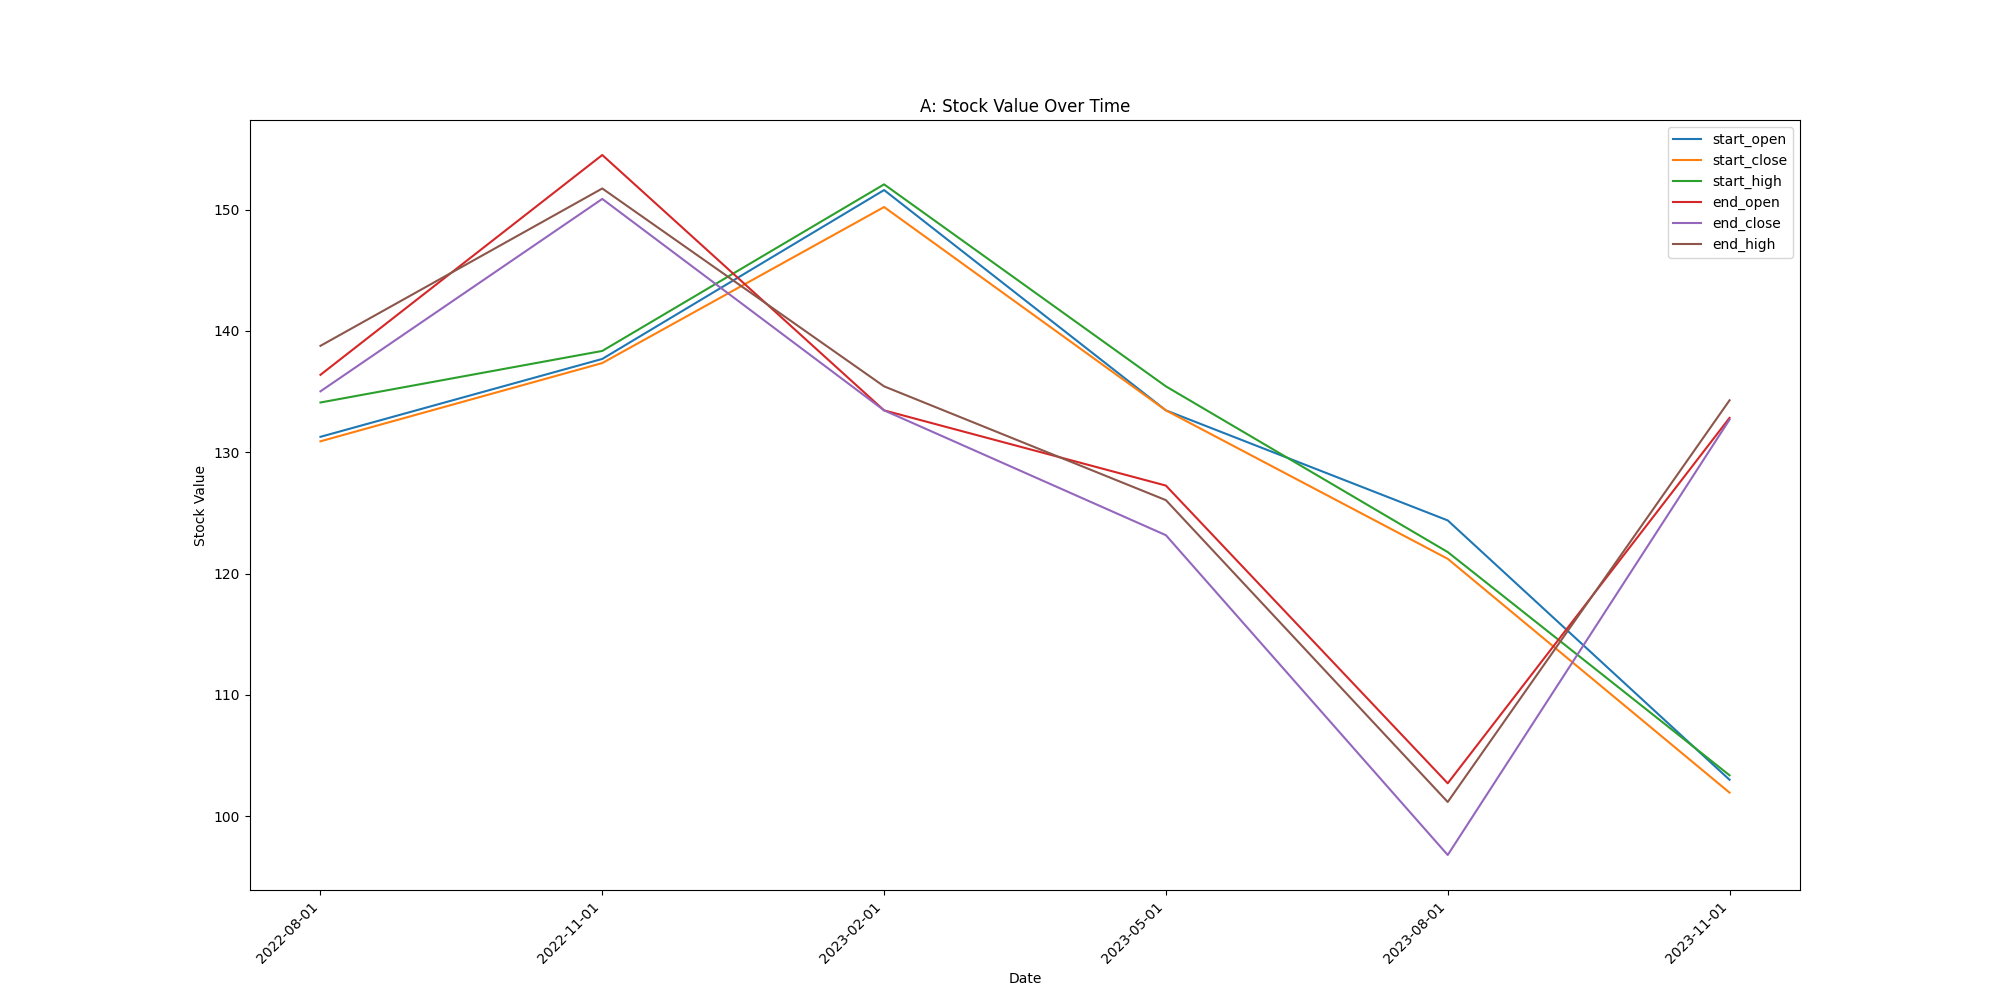 A: Stock Value Over Time
start_open
start_close
start_high
end_open
end_close
end_high
Stock Value
150
140
130
120
110
100
2022-08-01
2022-11-01
2023-02-01
2023-05-01
2023-08-01
2023-11-01
Date